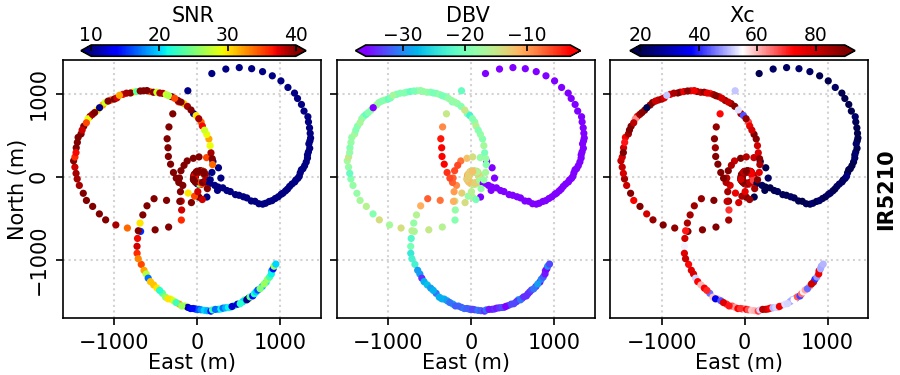 SNR
DBV
Xc
10 20 30 40
−30 −20 −10
20 40 60 80
North (m)
1000
0
−1000
−1000 0 1000
−1000 0 1000
−1000 0 1000
East (m)
East (m)
East (m)
IR5210